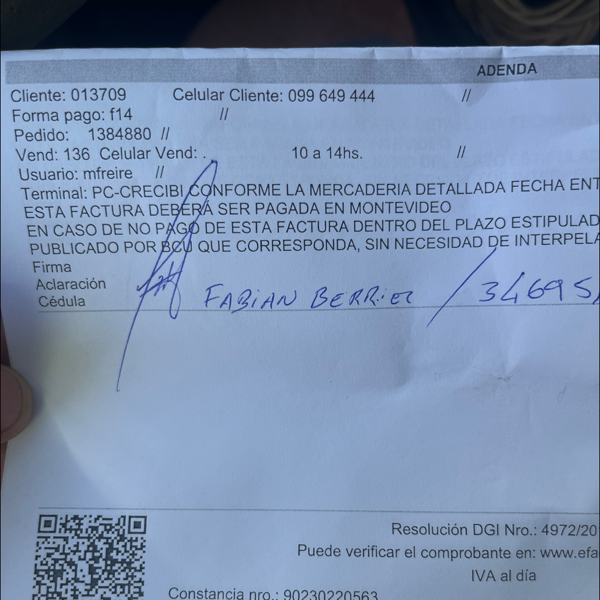 ADENDA
Cliente: 013709 Celular Cliente: 099 649 444 //
Forma pago: f14 //
Pedido: 1384880 //
Vend: 136 Celular Vend: . 10 a 14hs. //
Usuario: mfreire //
Terminal: PC-CRECIBI CONFORME LA MERCADERIA DETALLADA FECHA ENT
ESTA FACTURA DEBERÁ SER PAGADA EN MONTEVIDEO
EN CASO DE NO PAGO DE ESTA FACTURA DENTRO DEL PLAZO ESTIPULAD
PUBLICADO POR BCU QUE CORRESPONDA, SIN NECESIDAD DE INTERPELA
Firma
Aclaración
Cédula FABIAN BERRIEL / 34695
Resolución DGI Nro.: 4972/20
Puede verificar el comprobante en: www.efa
IVA al día
Constancia nro.: 90230220563